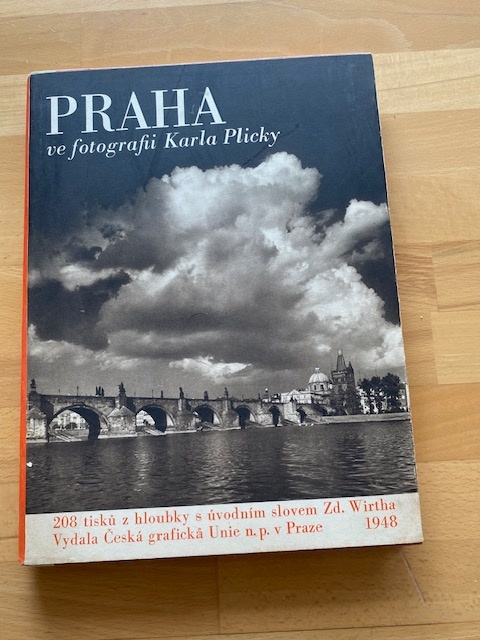 PRAHA
ve fotografii Karla Plicky
208 tisků z hloubky s úvodním slovem Zd. Wirtha
Vydala Česká grafická Unie n. p. v Praze 1948